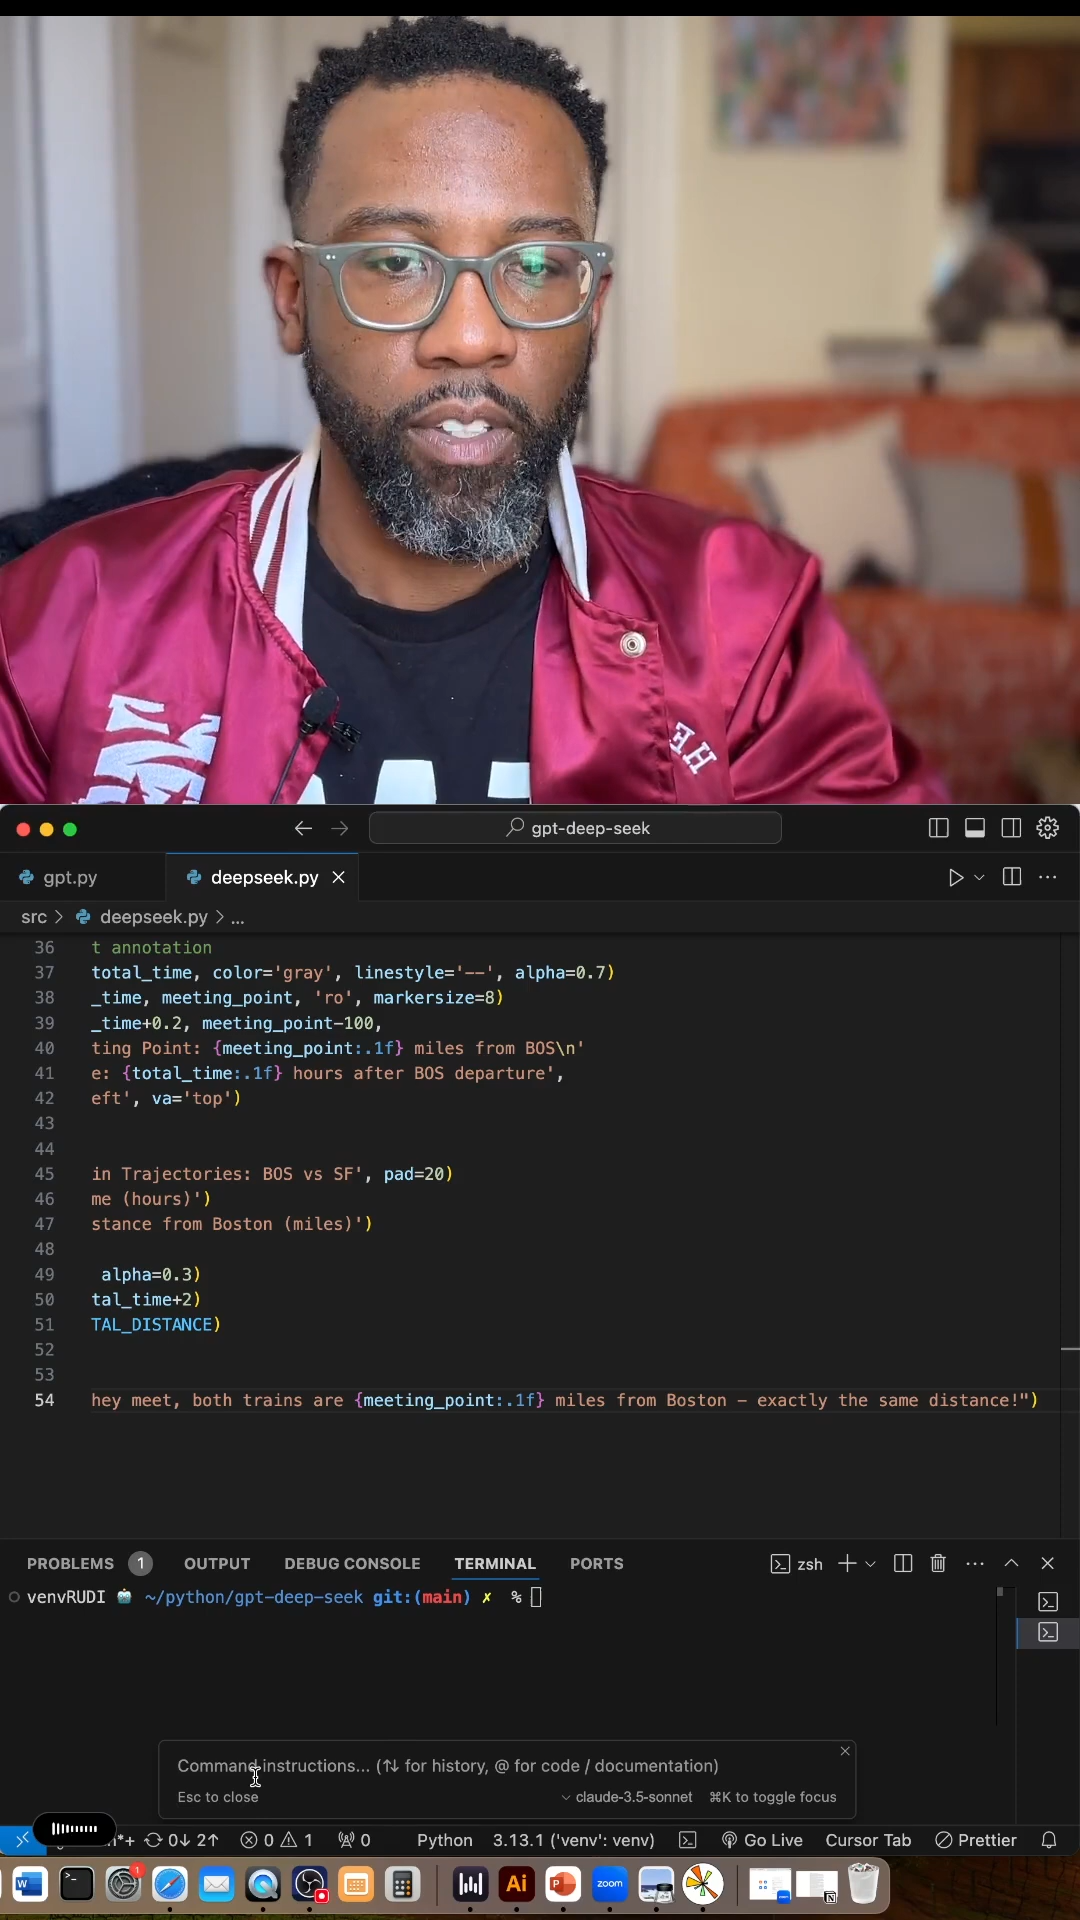 HE
gpt-deep-seek
gpt.py
deepseek.py
src > deepseek.py > ...
36 t annotation
37 total_time, color='gray', linestyle='--', alpha=0.7)
38 _time, meeting_point, 'ro', markersize=8)
39 _time+0.2, meeting_point-100,
40 ting Point: {meeting_point:.1f} miles from BOS\n'
41 e: {total_time:.1f} hours after BOS departure',
42 eft', va='top')
43
44
45 in Trajectories: BOS vs SF', pad=20)
46 me (hours)')
47 stance from Boston (miles)')
48
49 alpha=0.3)
50 tal_time+2)
51 TAL_DISTANCE)
52
53
54 hey meet, both trains are {meeting_point:.1f} miles from Boston – exactly the same distance!")
PROBLEMS 1 OUTPUT DEBUG CONSOLE TERMINAL PORTS zsh
venvRUDI ~/python/gpt-deep-seek git:(main) ✗ %
Command instructions... (↑↓ for history, @ for code / documentation)
Esc to close claude-3.5-sonnet ⌘K to toggle focus
*+ 0↓ 2↑ 0 1 0 Python 3.13.1 ('venv': venv) Go Live Cursor Tab Prettier
W 1 Ai P zoom N